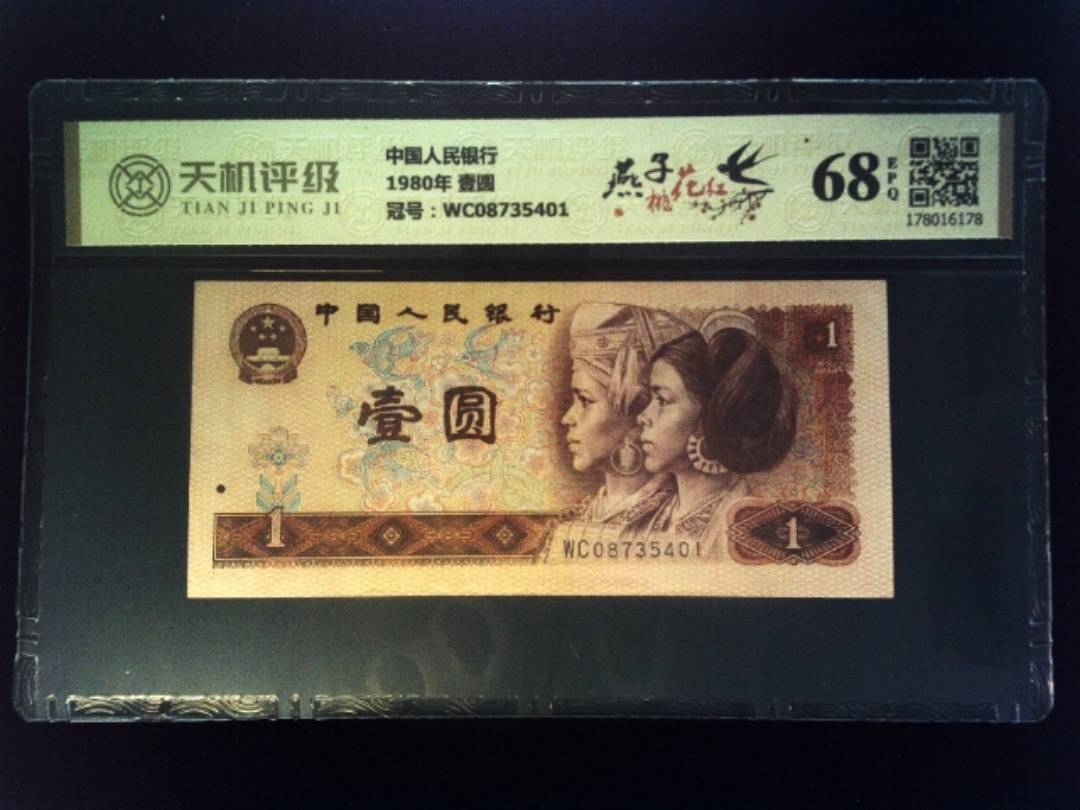 天机评级
TIAN JI PING JI
中国人民银行
1980年 壹圆
冠号：WC08735401
燕子
桃花红
68
EPQ
178016178
中国人民银行
1
壹圆
1
WC08735401
1